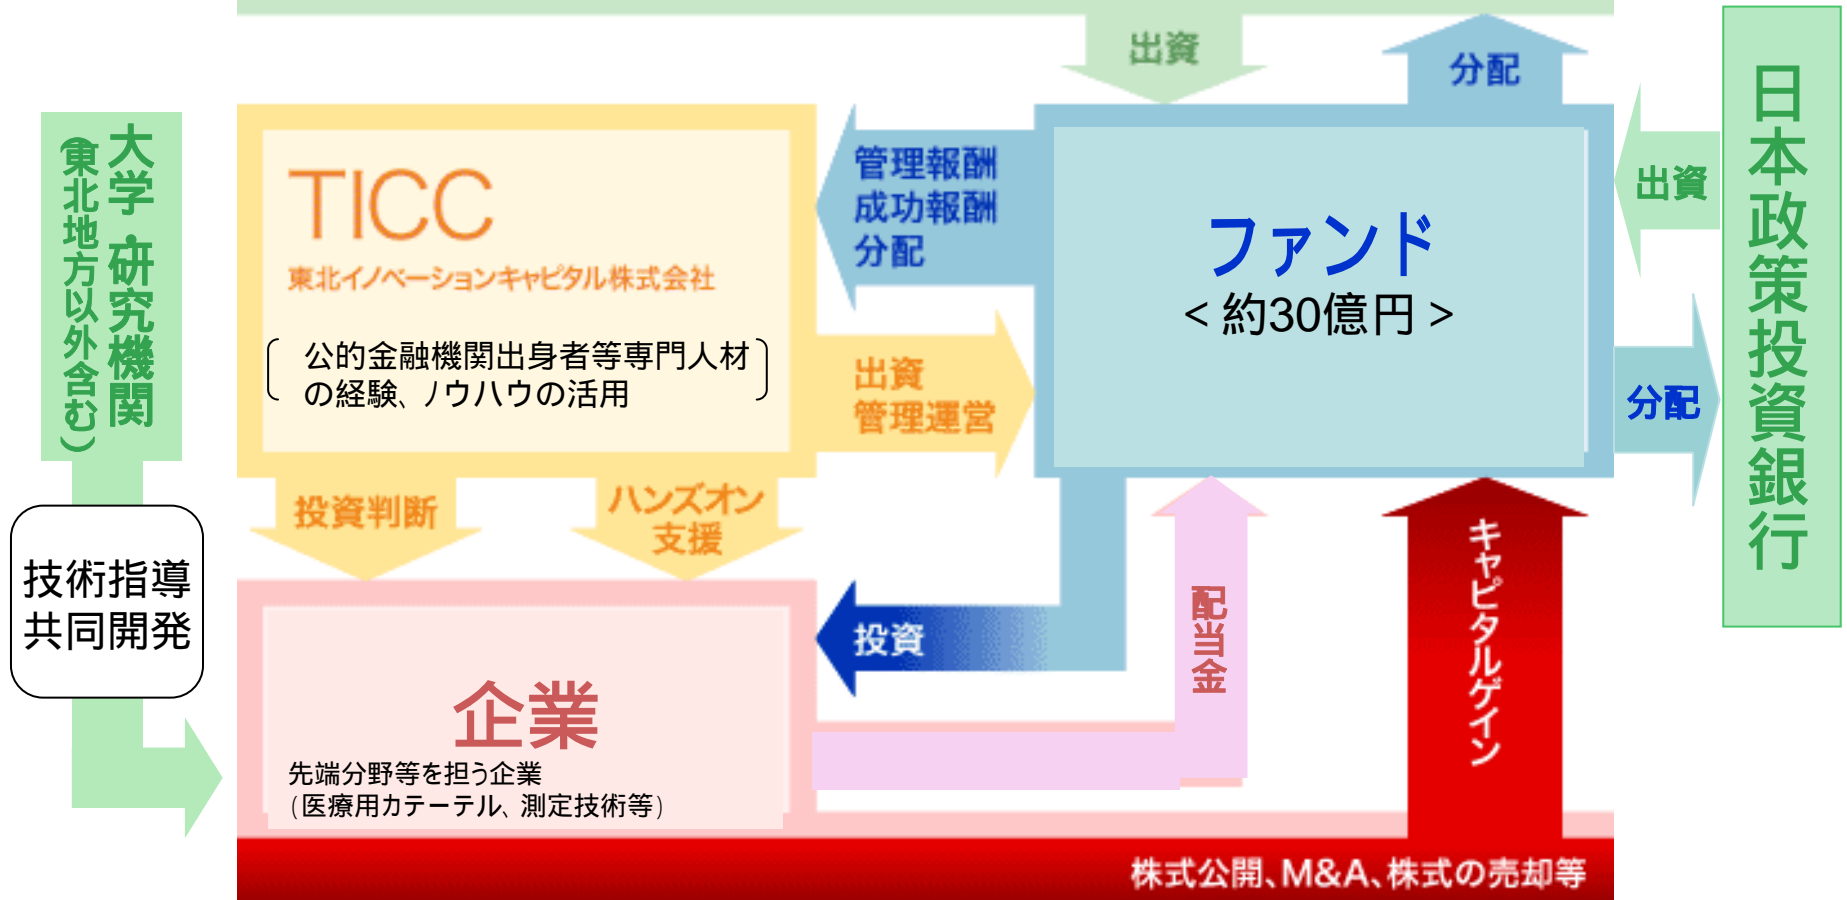 出資
分配
日本政策投資銀行
大学・研究機関
(東北地方以外含む)
TICC
東北イノベーションキャピタル株式会社
公的金融機関出身者等専門人材
の経験、ノウハウの活用
管理報酬
成功報酬
分配
ファンド
＜約30億円＞
出資
出資
管理運営
分配
投資判断
ハンズオン
支援
技術指導
共同開発
投資
配当金
キャピタルゲイン
企業
先端分野等を担う企業
(医療用カテーテル、測定技術等)
株式公開、M&A、株式の売却等